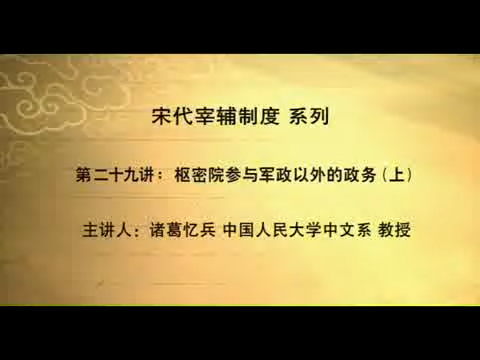 宋代宰辅制度 系列
第二十九讲：枢密院参与军政以外的政务（上）
主讲人：诸葛忆兵 中国人民大学中文系 教授